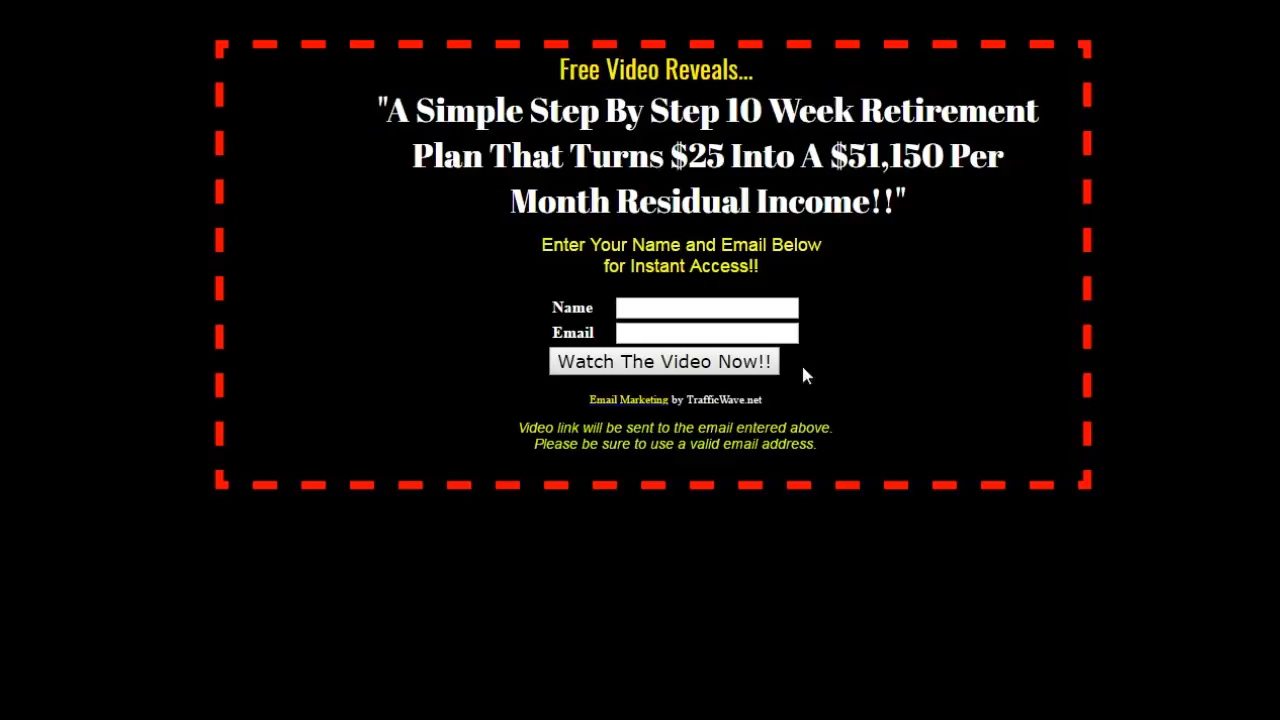 Free Video Reveals...
"A Simple Step By Step 10 Week Retirement
Plan That Turns $25 Into A $51,150 Per
Month Residual Income!!"
Enter Your Name and Email Below
for Instant Access!!
Name
Email
Watch The Video Now!!
Email Marketing by TrafficWave.net
Video link will be sent to the email entered above.
Please be sure to use a valid email address.